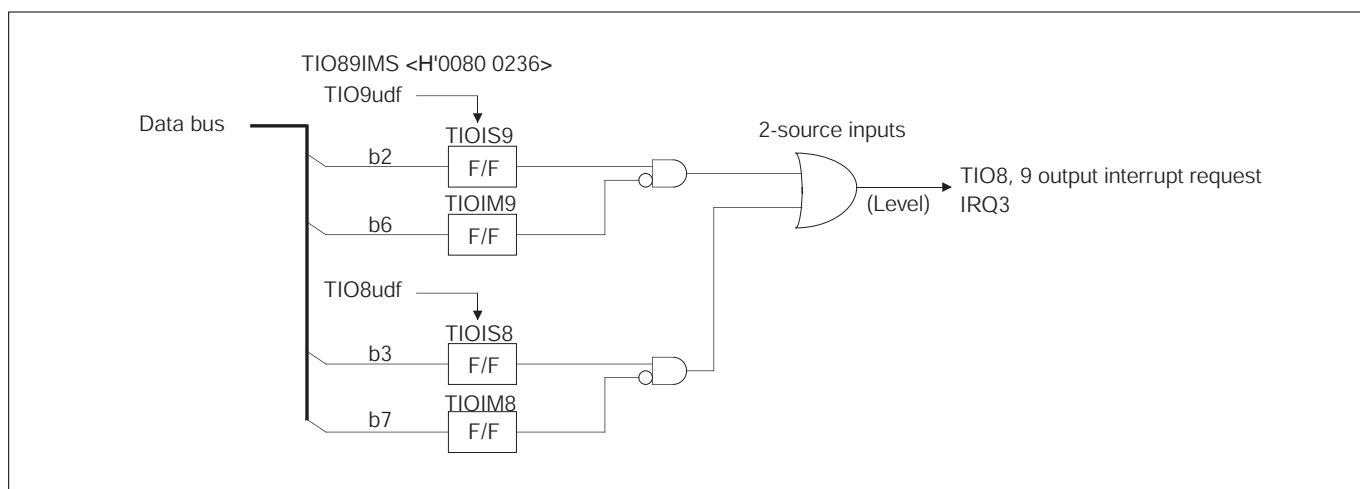 TIO89IMS <H'0080 0236>
TIO9udf
Data bus
TIOIS9
2-source inputs
b2
F/F
TIO8, 9 output interrupt request
TIOIM9
(Level)
IRQ3
b6
F/F
TIO8udf
TIOIS8
b3
F/F
TIOIM8
b7
F/F